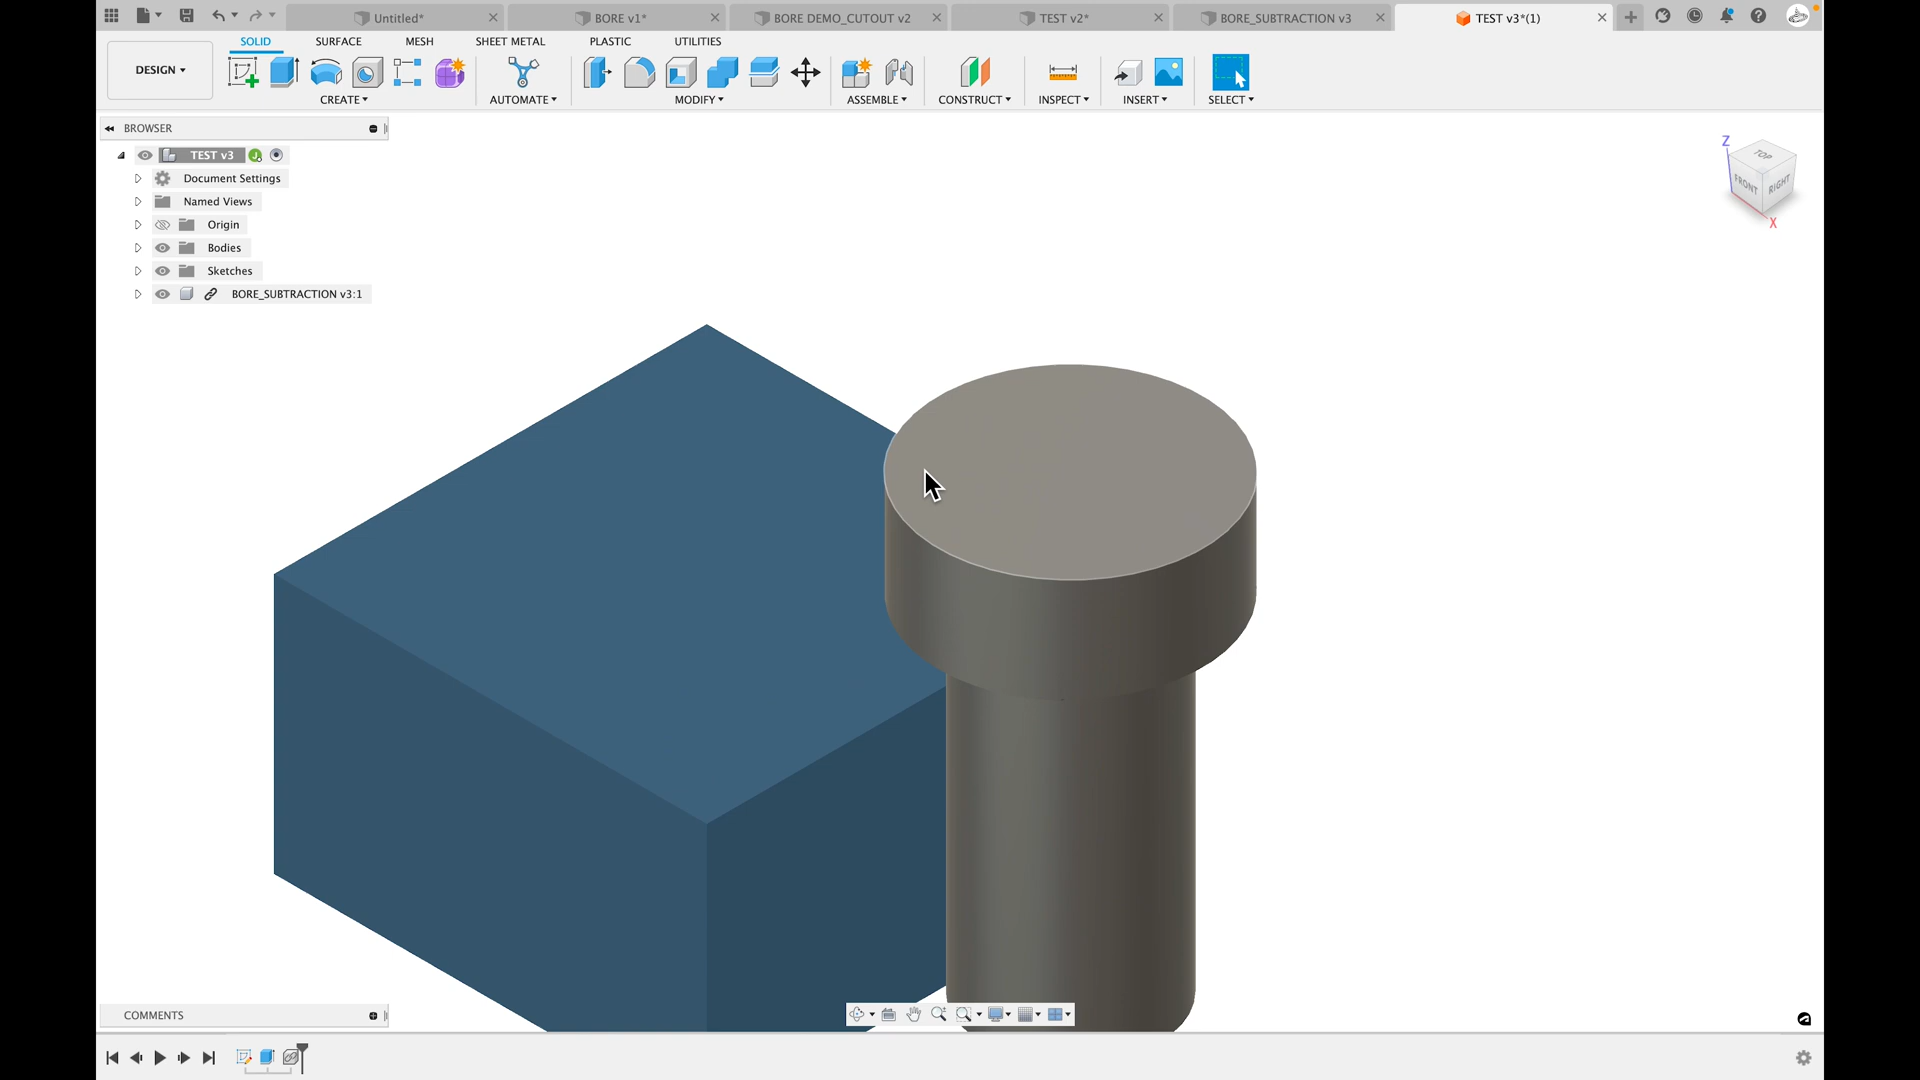 Untitled*
BORE v1*
BORE DEMO_CUTOUT v2
TEST v2*
BORE_SUBTRACTION v3
TEST v3*(1)
SOLID
SURFACE
MESH
SHEET METAL
PLASTIC
UTILITIES
DESIGN
CREATE
AUTOMATE
MODIFY
ASSEMBLE
CONSTRUCT
INSPECT
INSERT
SELECT
BROWSER
TEST v3
Document Settings
Named Views
Origin
Bodies
Sketches
BORE_SUBTRACTION v3:1
Z
TOP
FRONT
RIGHT
X
COMMENTS